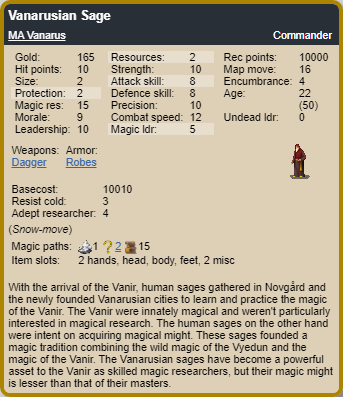 Vanarusian Sage
MA Vanarus Commander
Gold: 165 Resources: 2 Rec points: 10000
Hit points: 10 Strength: 10 Map move: 16
Size: 2 Attack skill: 8 Encumbrance: 4
Protection: 2 Defence skill: 8 Age: 22
Magic res: 15 Precision: 10 (50)
Morale: 9 Combat speed: 12 Undead ldr: 0
Leadership: 10 Magic ldr: 5
Weapons: Armor:
Dagger Robes
Basecost: 10010
Resist cold: 3
Adept researcher: 4
(Snow-move)
Magic paths: 1 ? 2 15
Item slots: 2 hands, head, body, feet, 2 misc
With the arrival of the Vanir, human sages gathered in Novgård and
the newly founded Vanarusian cities to learn and practice the magic
of the Vanir. The Vanir were innately magical and weren't particularly
interested in magical research. The human sages on the other hand
were intent on acquiring magical might. These sages founded a
magic tradition combining the wild magic of the Vyedun and the
magic of the Vanir. The Vanarusian sages have become a powerful
asset to the Vanir as skilled magic researchers, but their magic might
is lesser than that of their masters.